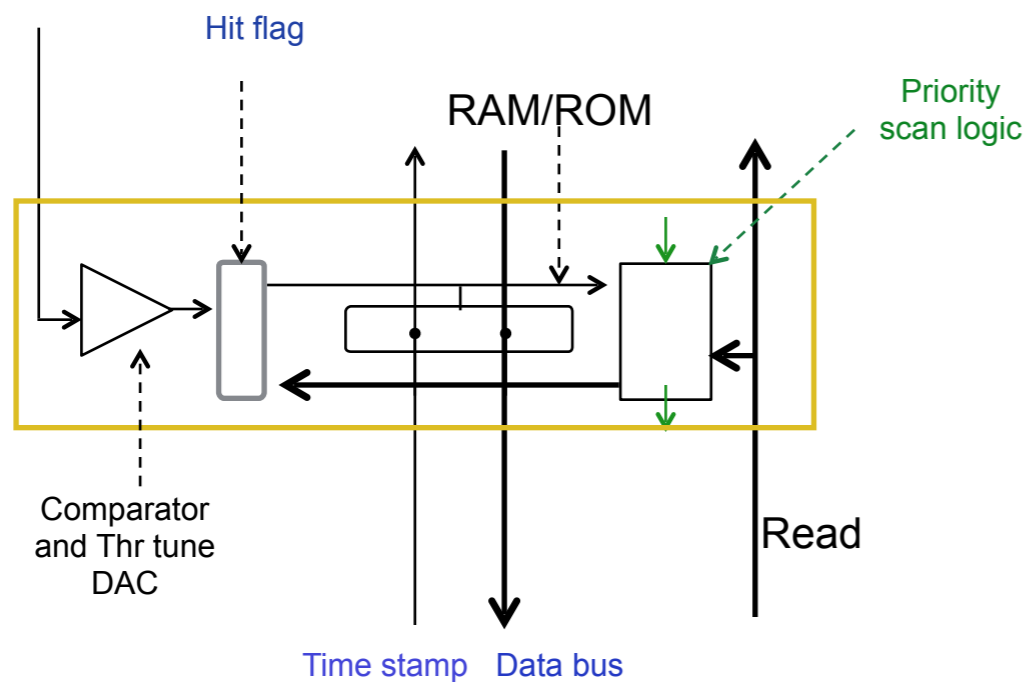 Hit flag
RAM/ROM
Priority
scan logic
Comparator
and Thr tune
DAC
Read
Time stamp
Data bus